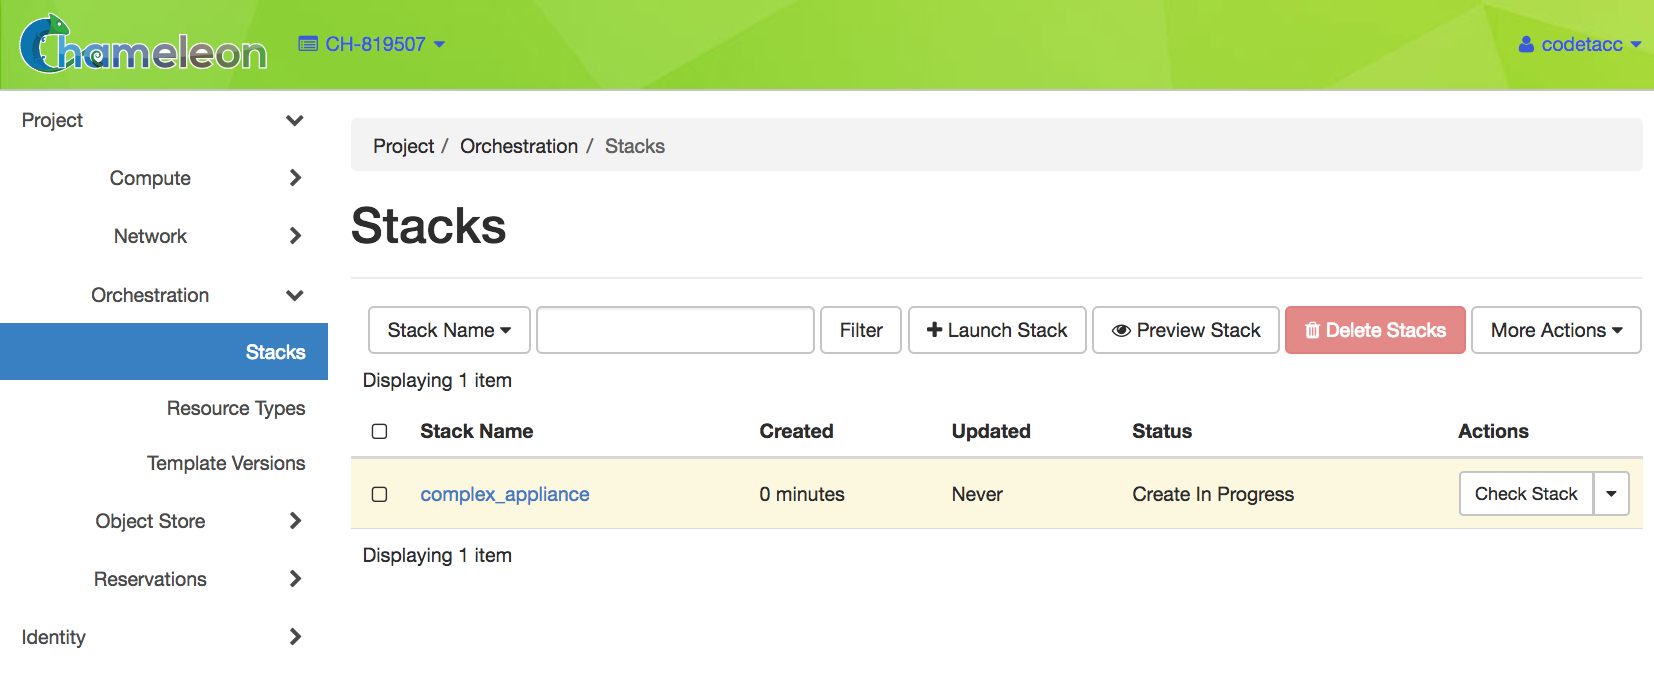 Chameleon CH-819507 codetacc
Project
Compute
Network
Orchestration
Stacks
Resource Types
Template Versions
Object Store
Reservations
Identity
Project / Orchestration / Stacks
Stacks
Stack Name Filter Launch Stack Preview Stack Delete Stacks More Actions
Displaying 1 item
Stack Name Created Updated Status Actions
complex_appliance 0 minutes Never Create In Progress Check Stack
Displaying 1 item